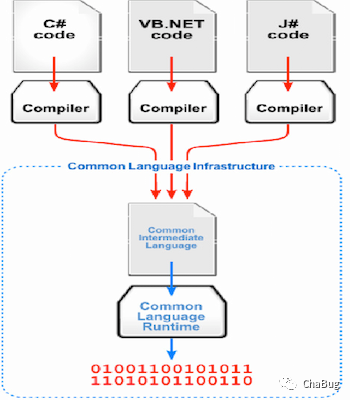 C#
code
VB.NET
code
J#
code
Compiler
Compiler
Compiler
Common Language Infrastructure
Common
Intermediate
Language
Common
Language
Runtime
01001100101011
11010101100110
ChaBug